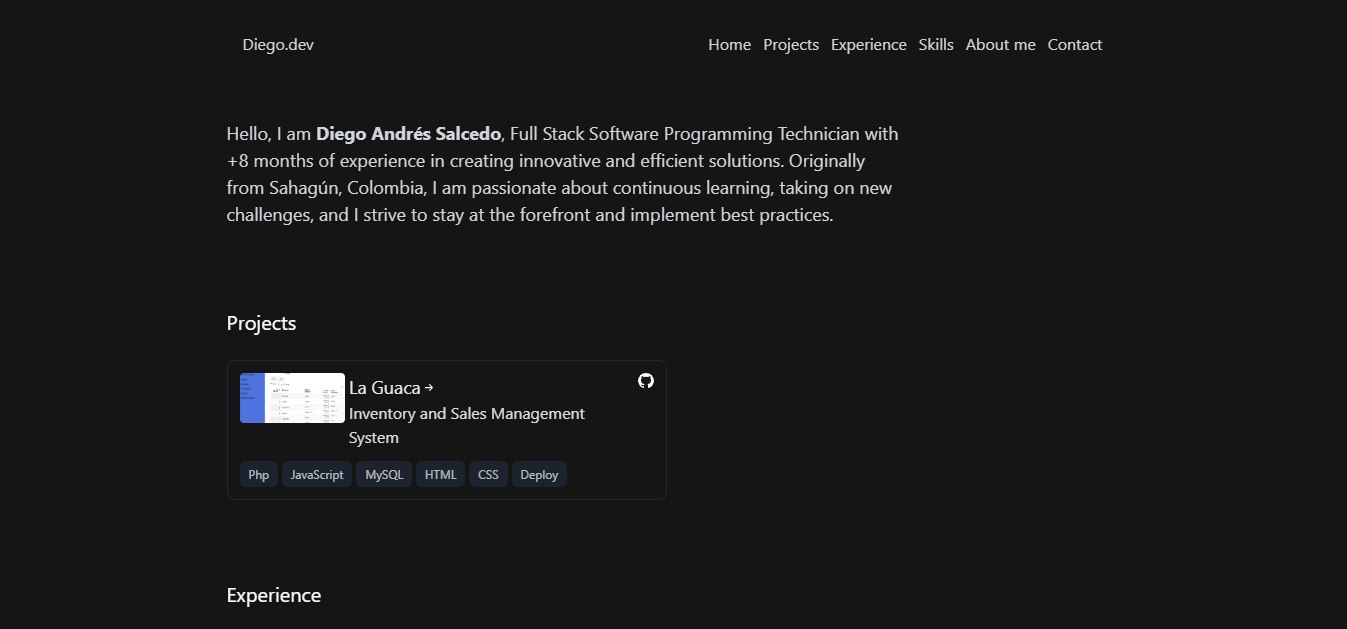 Diego.dev
Home Projects Experience Skills About me Contact
Hello, I am Diego Andrés Salcedo, Full Stack Software Programming Technician with
+8 months of experience in creating innovative and efficient solutions. Originally
from Sahagún, Colombia, I am passionate about continuous learning, taking on new
challenges, and I strive to stay at the forefront and implement best practices.
Projects
La Guaca →
Inventory and Sales Management
System
Php JavaScript MySQL HTML CSS Deploy
Experience